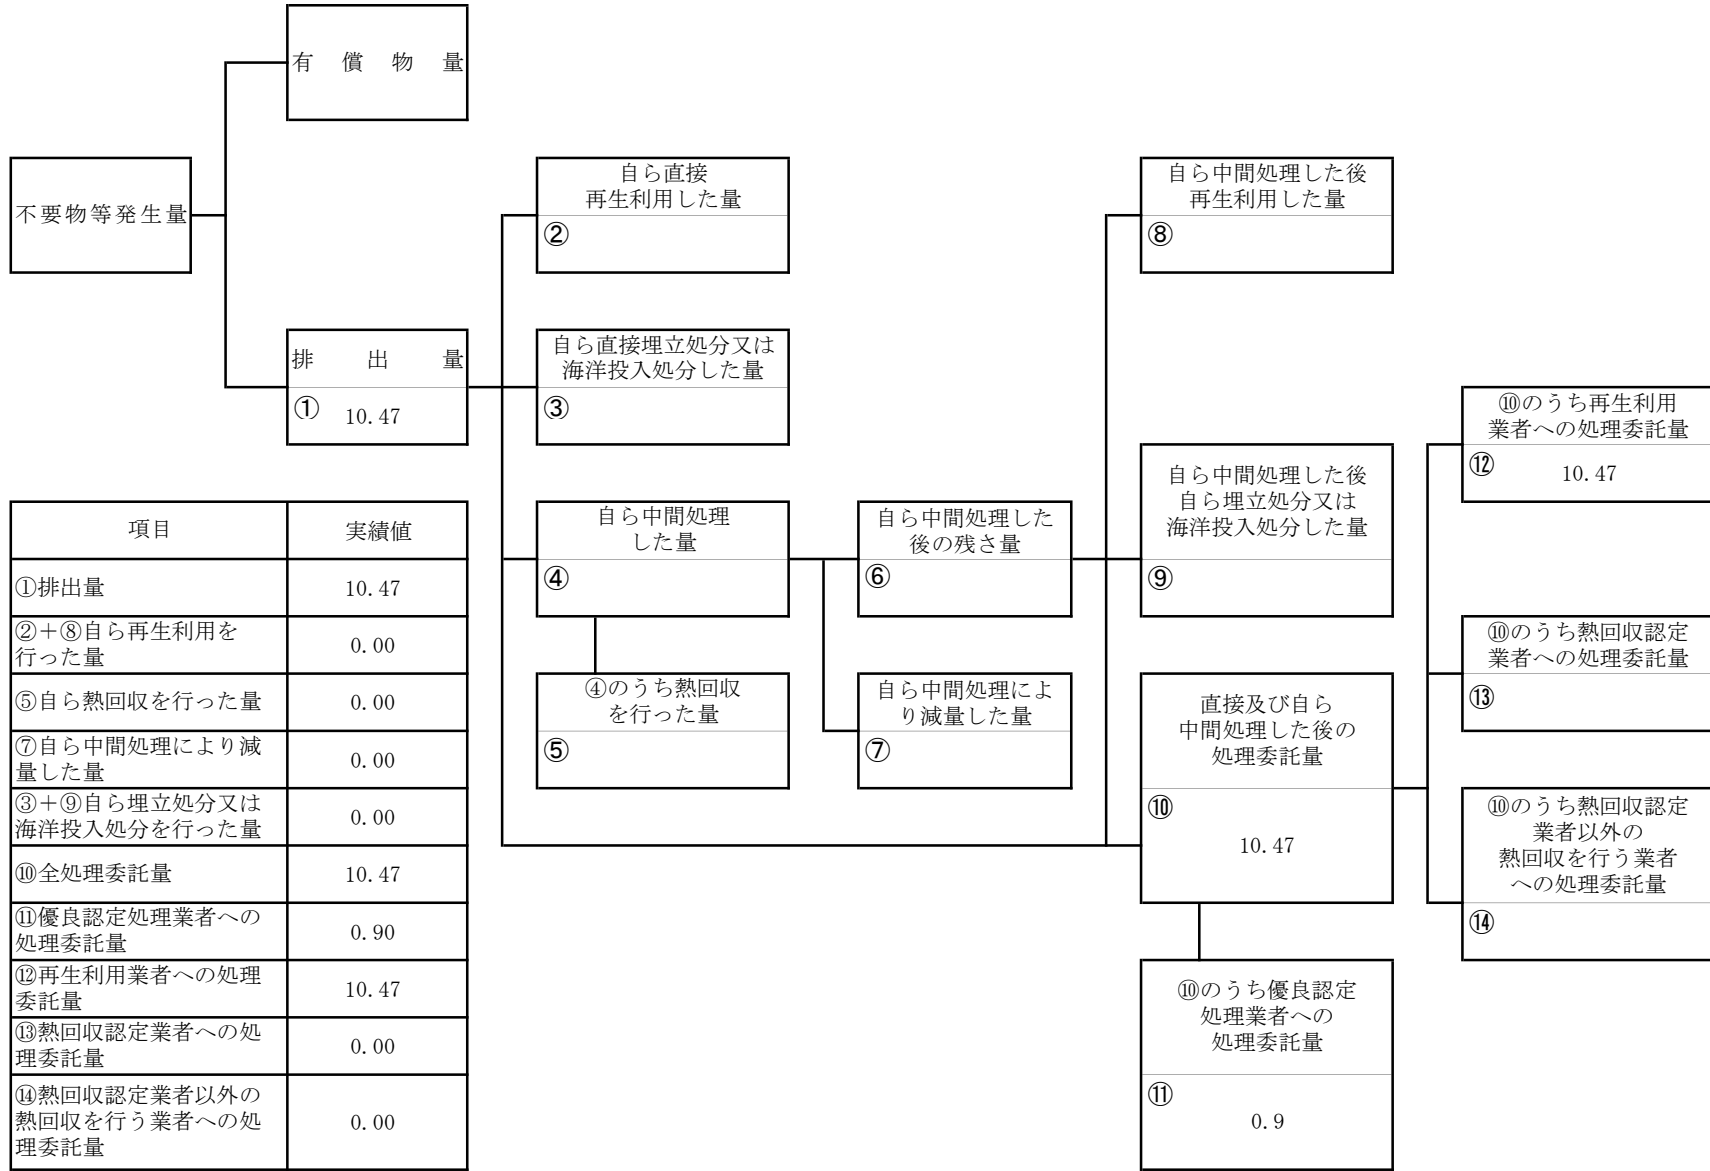 有償物量
不要物等発生量
排出量
①
10.47
自ら直接
再生利用した量
②
自ら直接埋立処分又は
海洋投入処分した量
③
自ら中間処理
した量
④
④のうち熱回収
を行った量
⑤
自ら中間処理した
後の残さ量
⑥
自ら中間処理によ
り減量した量
⑦
自ら中間処理した後
再生利用した量
⑧
自ら中間処理した後
自ら埋立処分又は
海洋投入処分した量
⑨
直接及び自ら
中間処理した後の
処理委託量
⑩
10.47
⑩のうち優良認定
処理業者への
処理委託量
⑪
0.9
⑩のうち再生利用
業者への処理委託量
⑫
10.47
⑩のうち熱回収認定
業者への処理委託量
⑬
⑩のうち熱回収認定
業者以外の
熱回収を行う業者
への処理委託量
⑭
項目 実績値
①排出量 10.47
②＋⑧自ら再生利用を
行った量 0.00
⑤自ら熱回収を行った量 0.00
⑦自ら中間処理により減
量した量 0.00
③＋⑨自ら埋立処分又は
海洋投入処分を行った量 0.00
⑩全処理委託量 10.47
⑪優良認定処理業者への
処理委託量 0.90
⑫再生利用業者への処理
委託量 10.47
⑬熱回収認定業者への処
理委託量 0.00
⑭熱回収認定業者以外の
熱回収を行う業者への処
理委託量 0.00